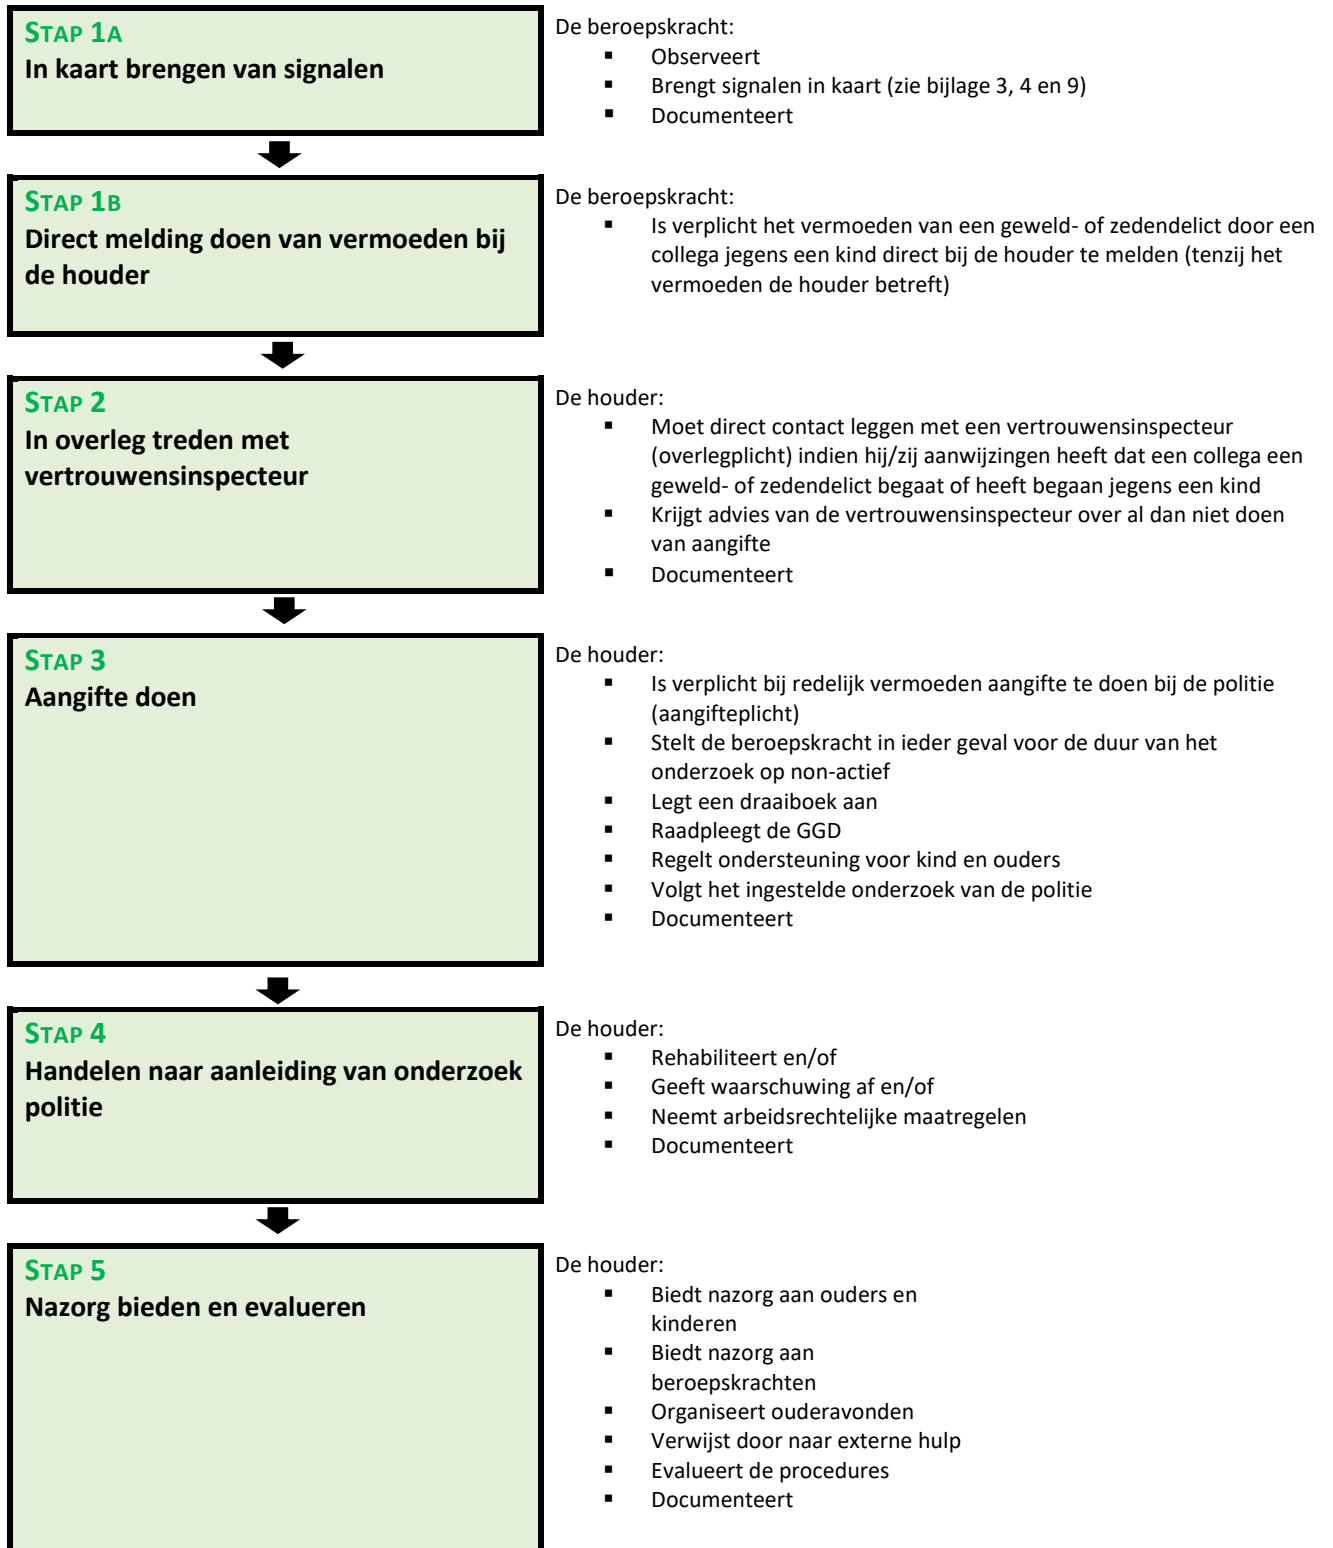 STAP 1A
In kaart brengen van signalen
De beroepskracht:
▪ Observeert
▪ Brengt signalen in kaart (zie bijlage 3, 4 en 9)
▪ Documenteert
STAP 1B
Direct melding doen van vermoeden bij
de houder
De beroepskracht:
▪ Is verplicht het vermoeden van een geweld- of zedendelict door een
collega jegens een kind direct bij de houder te melden (tenzij het
vermoeden de houder betreft)
STAP 2
In overleg treden met
vertrouwensinspecteur
De houder:
▪ Moet direct contact leggen met een vertrouwensinspecteur
(overlegplicht) indien hij/zij aanwijzingen heeft dat een collega een
geweld- of zedendelict begaat of heeft begaan jegens een kind
▪ Krijgt advies van de vertrouwensinspecteur over al dan niet doen
van aangifte
▪ Documenteert
STAP 3
Aangifte doen
De houder:
▪ Is verplicht bij redelijk vermoeden aangifte te doen bij de politie
(aangifteplicht)
▪ Stelt de beroepskracht in ieder geval voor de duur van het
onderzoek op non-actief
▪ Legt een draaiboek aan
▪ Raadpleegt de GGD
▪ Regelt ondersteuning voor kind en ouders
▪ Volgt het ingestelde onderzoek van de politie
▪ Documenteert
STAP 4
Handelen naar aanleiding van onderzoek
politie
De houder:
▪ Rehabiliteert en/of
▪ Geeft waarschuwing af en/of
▪ Neemt arbeidsrechtelijke maatregelen
▪ Documenteert
STAP 5
Nazorg bieden en evalueren
De houder:
▪ Biedt nazorg aan ouders en
kinderen
▪ Biedt nazorg aan
beroepskrachten
▪ Organiseert ouderavonden
▪ Verwijst door naar externe hulp
▪ Evalueert de procedures
▪ Documenteert